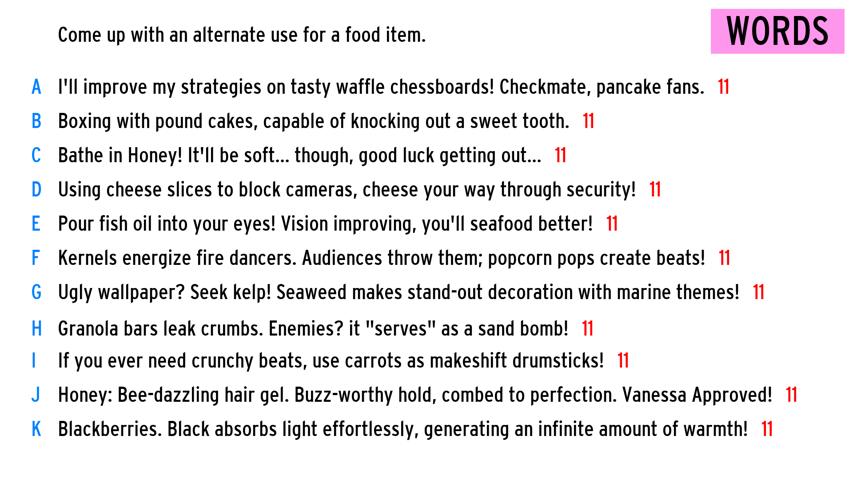 Come up with an alternate use for a food item.
WORDS
A I'll improve my strategies on tasty waffle chessboards! Checkmate, pancake fans. 11
B Boxing with pound cakes, capable of knocking out a sweet tooth. 11
C Bathe in Honey! It'll be soft... though, good luck getting out... 11
D Using cheese slices to block cameras, cheese your way through security! 11
E Pour fish oil into your eyes! Vision improving, you'll seafood better! 11
F Kernels energize fire dancers. Audiences throw them; popcorn pops create beats! 11
G Ugly wallpaper? Seek kelp! Seaweed makes stand-out decoration with marine themes! 11
H Granola bars leak crumbs. Enemies? it "serves" as a sand bomb! 11
I If you ever need crunchy beats, use carrots as makeshift drumsticks! 11
J Honey: Bee-dazzling hair gel. Buzz-worthy hold, combed to perfection. Vanessa Approved! 11
K Blackberries. Black absorbs light effortlessly, generating an infinite amount of warmth! 11